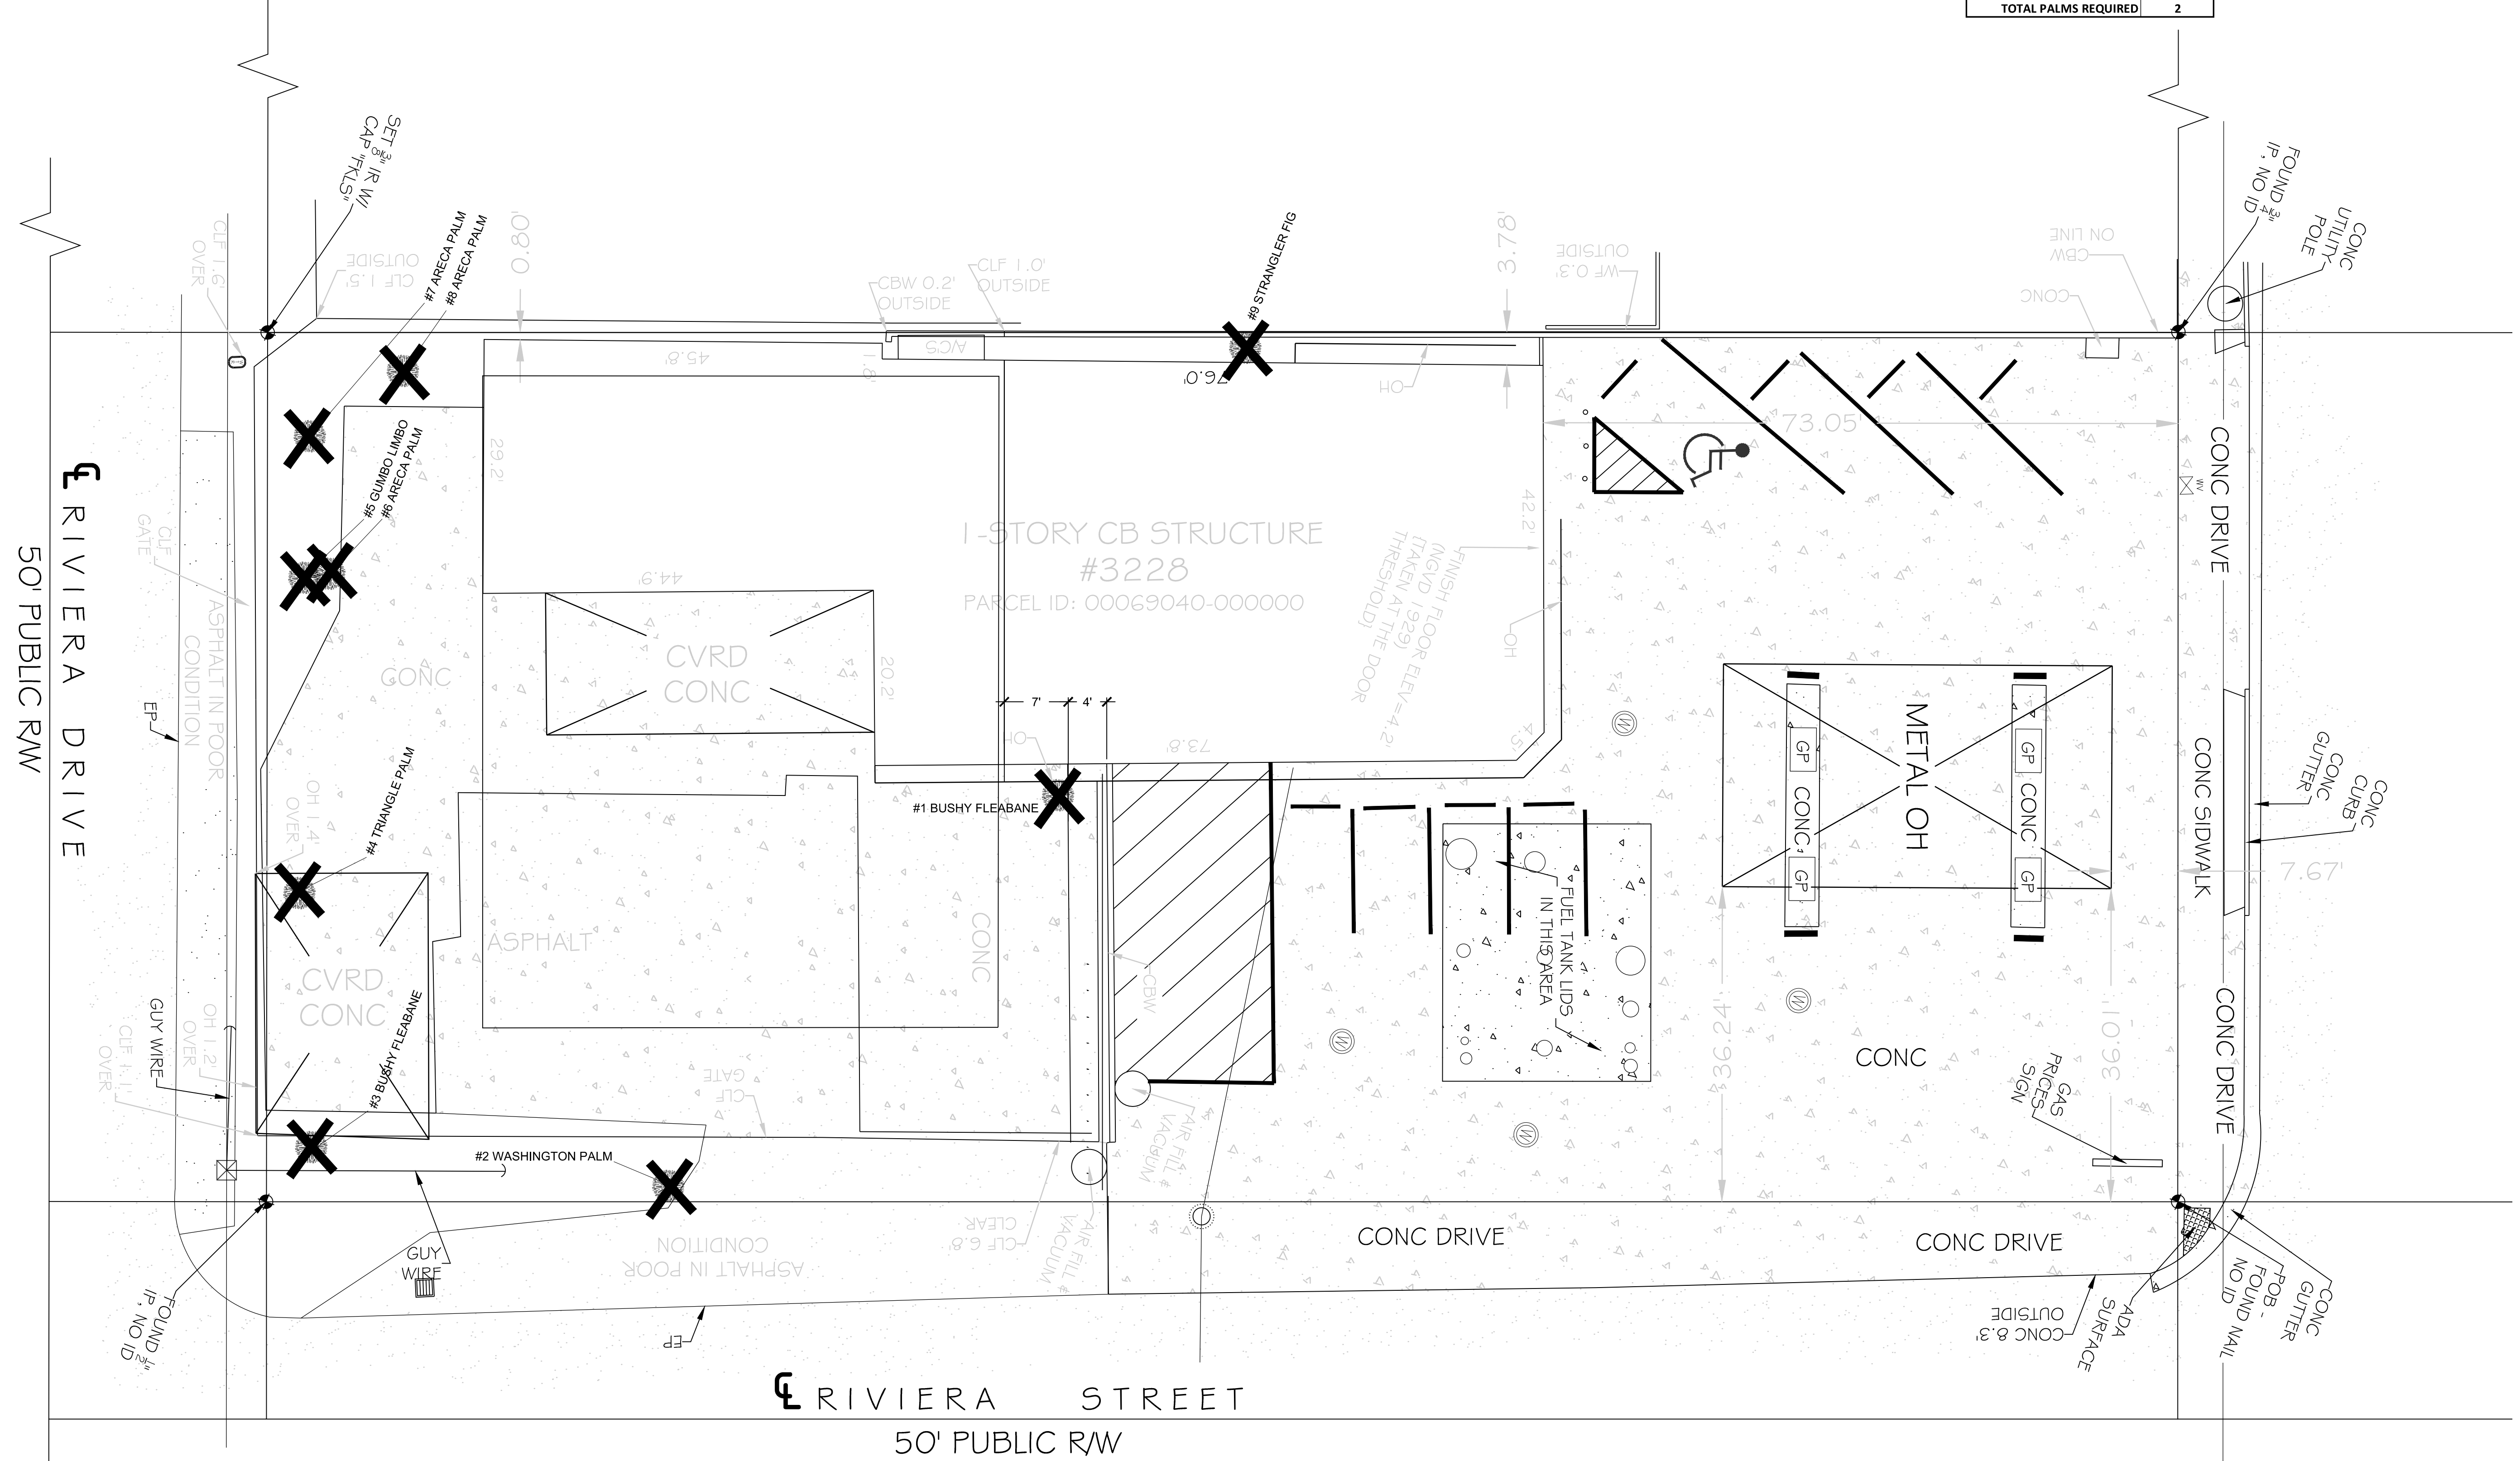 TOTAL PALMS REQUIRED 2
SET 3/8" IR W/
CAP "FKLS"
FOUND 3/4"
IP, NO ID
CONC
UTILITY
POLE
CLF 1.6'
OVER
CLF 1.5'
OUTSIDE
#7 ARECA PALM
#8 ARECA PALM
0.80'
CBW 0.2'
OUTSIDE
CLF 1.0'
OUTSIDE
#9 STRANGLER FIG
3.78'
WF 0.3'
OUTSIDE
CBW
ON LINE
CONC
AC'S
45.8'
1.8'
76.0'
OH
73.05'
#5 GUMBO LIMBO
#6 ARECA PALM
29.2'
CLF
GATE
1-STORY CB STRUCTURE
#3228
PARCEL ID: 00069040-000000
42.2'
FINISH FLOOR ELEV=4.2'
(NGVD 1929)
[TAKEN AT THE DOOR
THRESHOLD]
OH
WV
CONC DRIVE
℄ RIVIERA DRIVE
50' PUBLIC R/W
ASPHALT IN POOR
CONDITION
EP
CONC
44.9'
CVRD
CONC
20.2'
7'
4'
OH
73.8'
4.5'
W
METAL OH
GP
CONC
GP
GP
CONC
GP
CONC SIDWALK
CONC
GUTTER
CONC
CURB
7.67'
#4 TRIANGLE PALM
OH 1.4'
OVER
#1 BUSHY FLEABANE
ASPHALT
CONC
CBW
FUEL TANK LIDS
IN THIS AREA
36.24'
36.01'
CVRD
CONC
#3 BUSHY FLEABANE
GUY WIRE
OH 1.2'
OVER
CLF 1.1'
OVER
CLF
GATE
W
W
W
CONC
GAS
PRICES
SIGN
CONC DRIVE
#2 WASHINGTON PALM
AIR FILL &
VACUUM
AIR FILL &
VACUUM
CLF 6.8'
CLEAR
ASPHALT IN POOR
CONDITION
GUY
WIRE
FOUND 1/2"
IP, NO ID
EP
CONC DRIVE
CONC DRIVE
CONC 8.3'
OUTSIDE
ADA
SURFACE
POB -
FOUND NAIL
NO ID
CONC
GUTTER
℄ RIVIERA STREET
50' PUBLIC R/W